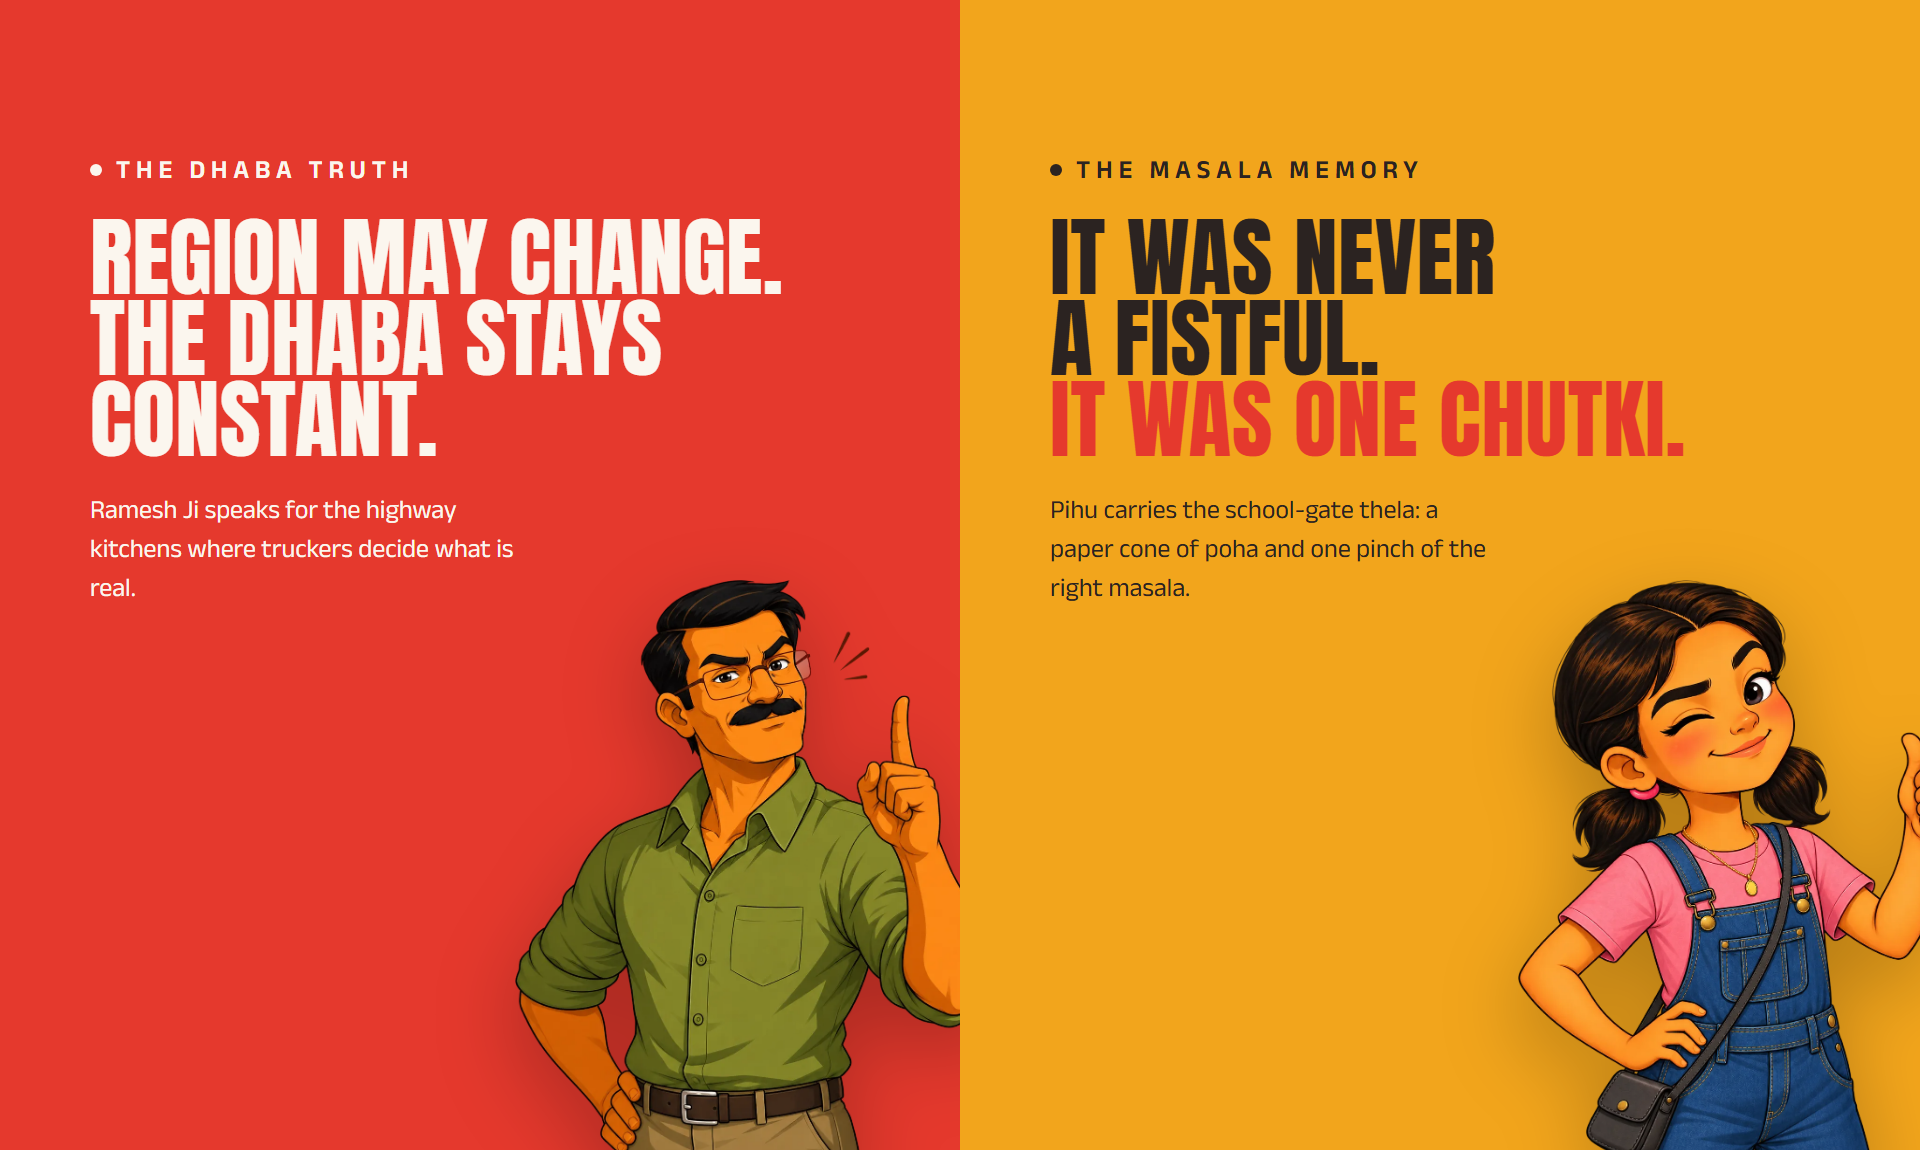 THE DHABA TRUTH
REGION MAY CHANGE.
THE DHABA STAYS
CONSTANT.
Ramesh Ji speaks for the highway
kitchens where truckers decide what is
real.
THE MASALA MEMORY
IT WAS NEVER
A FISTFUL.
IT WAS ONE CHUTKI.
Pihu carries the school-gate thela: a
paper cone of poha and one pinch of the
right masala.